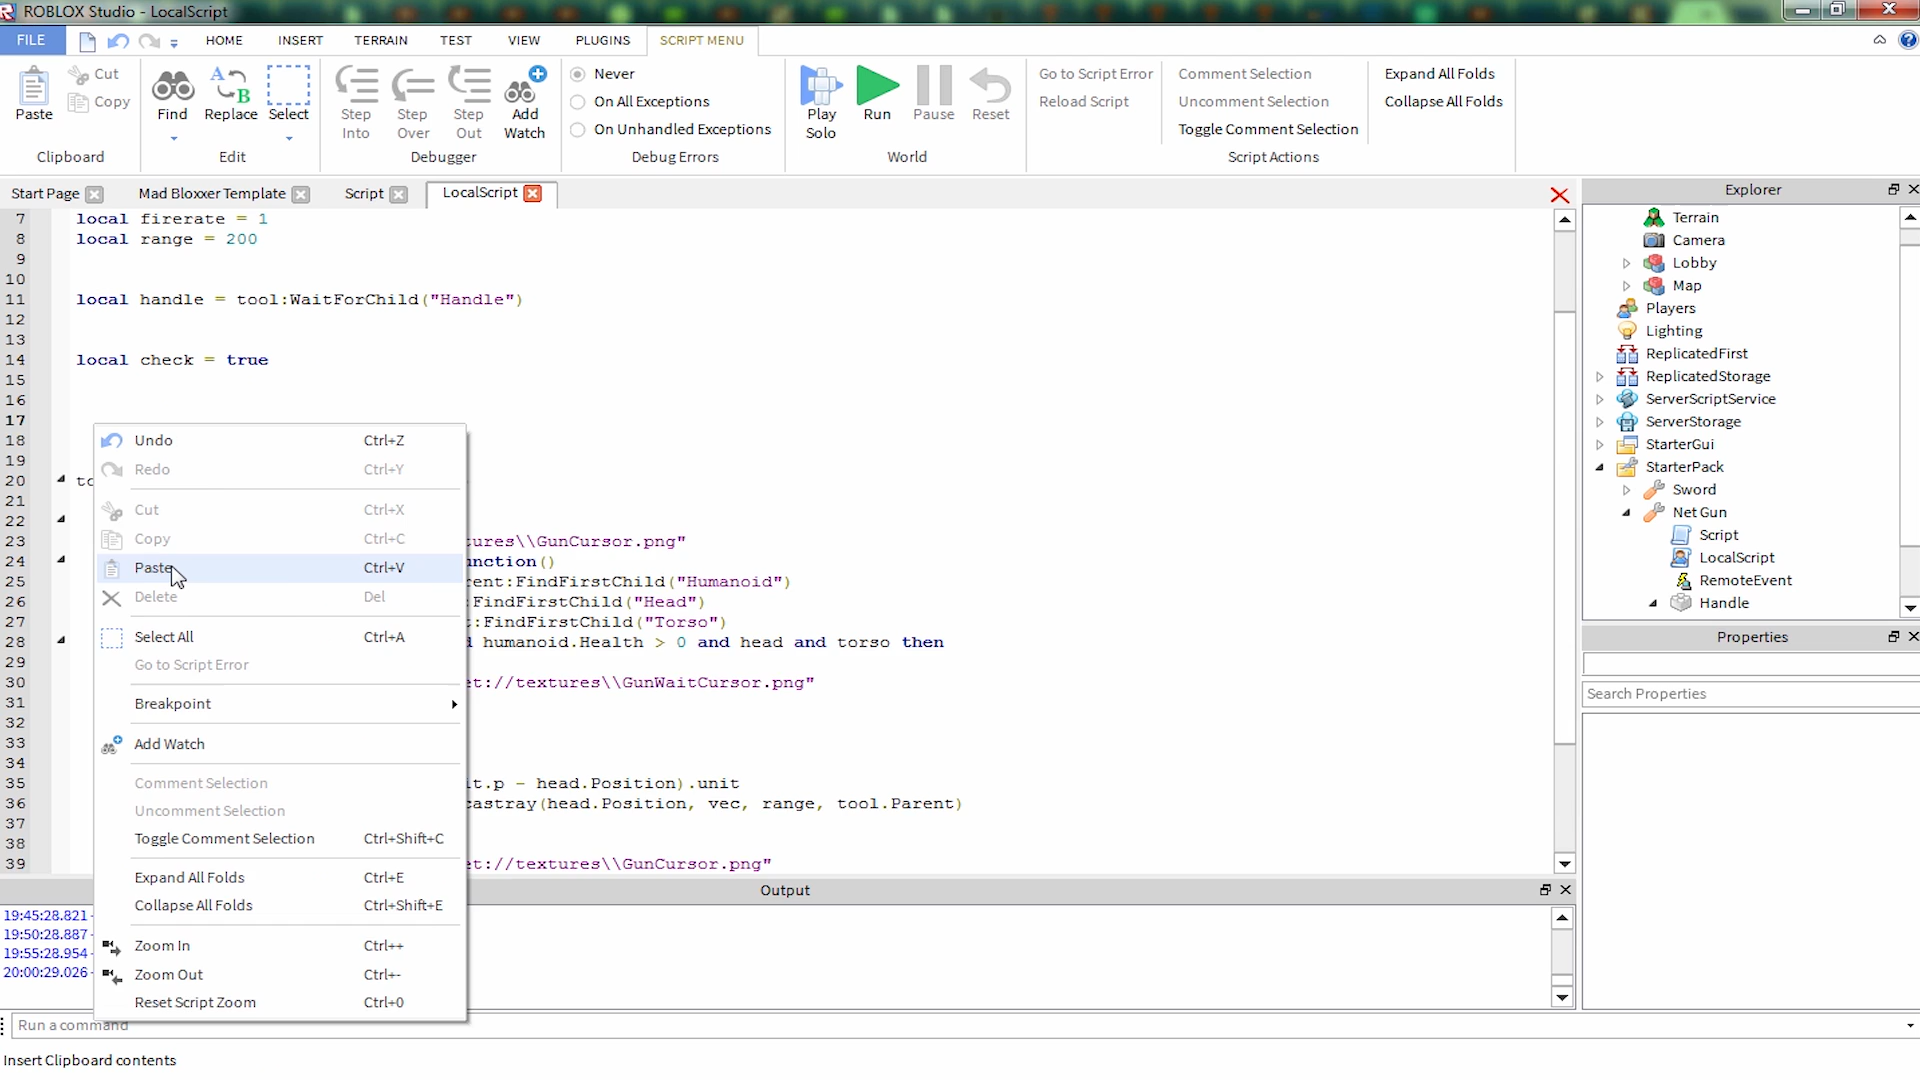 ROBLOX Studio - LocalScript
FILE HOME INSERT TERRAIN TEST VIEW PLUGINS SCRIPT MENU
Paste Cut Copy Clipboard
Find Replace Select Edit
Step Into Step Over Step Out Add Watch Debugger
Never
On All Exceptions
On Unhandled Exceptions
Debug Errors
Play Solo Run Pause Reset World
Go to Script Error
Reload Script
Comment Selection
Uncomment Selection
Toggle Comment Selection
Expand All Folds
Collapse All Folds
Script Actions
Start Page Mad Bloxxer Template Script LocalScript
7 local firerate = 1
8 local range = 200
9
10
11 local handle = tool:WaitForChild("Handle")
12
13
14 local check = true
15
16
17
18
19
20 to
21
22
23 tures\\GunCursor.png"
24 unction()
25 rent:FindFirstChild("Humanoid")
26 :FindFirstChild("Head")
27 t:FindFirstChild("Torso")
28 d humanoid.Health > 0 and head and torso then
29
30 et://textures\\GunWaitCursor.png"
31
32
33
34
35 it.p - head.Position).unit
36 castray(head.Position, vec, range, tool.Parent)
37
38
39 et://textures\\GunCursor.png"
Undo Ctrl+Z
Redo Ctrl+Y
Cut Ctrl+X
Copy Ctrl+C
Paste Ctrl+V
Delete Del
Select All Ctrl+A
Go to Script Error
Breakpoint
Add Watch
Comment Selection
Uncomment Selection
Toggle Comment Selection Ctrl+Shift+C
Expand All Folds Ctrl+E
Collapse All Folds Ctrl+Shift+E
Zoom In Ctrl++
Zoom Out Ctrl+-
Reset Script Zoom Ctrl+0
Explorer
Terrain
Camera
Lobby
Map
Players
Lighting
ReplicatedFirst
ReplicatedStorage
ServerScriptService
ServerStorage
StarterGui
StarterPack
Sword
Net Gun
Script
LocalScript
RemoteEvent
Handle
Properties
Search Properties
Output
19:45:28.821 -
19:50:28.887 -
19:55:28.954 -
20:00:29.026 -
Run a command
Insert Clipboard contents